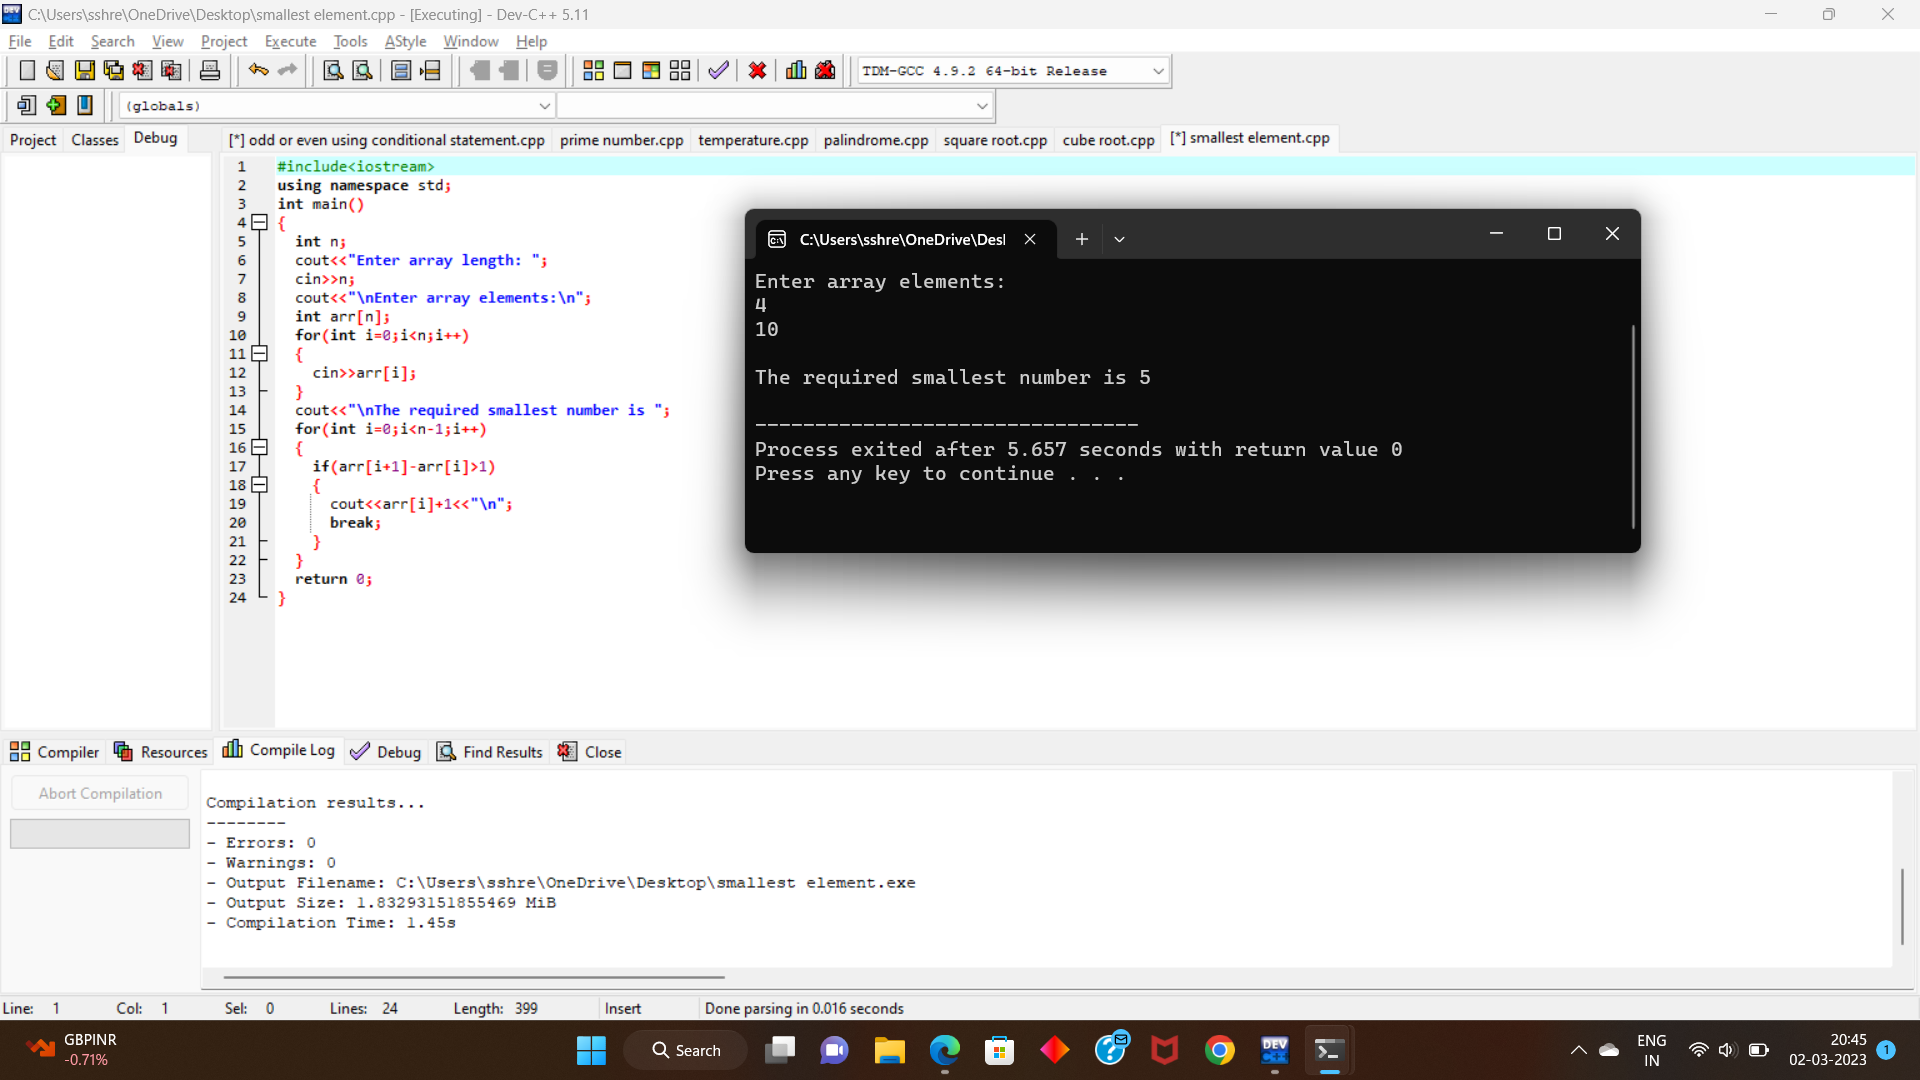 C:\Users\sshre\OneDrive\Desktop\smallest element.cpp - [Executing] - Dev-C++ 5.11
File Edit Search View Project Execute Tools AStyle Window Help
TDM-GCC 4.9.2 64-bit Release
(globals)
Project Classes Debug
[*] odd or even using conditional statement.cpp prime number.cpp temperature.cpp palindrome.cpp square root.cpp cube root.cpp [*] smallest element.cpp
1 #include<iostream>
2 using namespace std;
3 int main()
4 {
5 int n;
6 cout<<"Enter array length: ";
7 cin>>n;
8 cout<<"\nEnter array elements:\n";
9 int arr[n];
10 for(int i=0;i<n;i++)
11 {
12 cin>>arr[i];
13 }
14 cout<<"\nThe required smallest number is ";
15 for(int i=0;i<n-1;i++)
16 {
17 if(arr[i+1]-arr[i]>1)
18 {
19 cout<<arr[i]+1<<"\n";
20 break;
21 }
22 }
23 return 0;
24 }
C:\Users\sshre\OneDrive\Des
Enter array elements:
4
10
The required smallest number is 5
--------------------------------
Process exited after 5.657 seconds with return value 0
Press any key to continue . . .
Compiler Resources Compile Log Debug Find Results Close
Abort Compilation
Compilation results...
--------
- Errors: 0
- Warnings: 0
- Output Filename: C:\Users\sshre\OneDrive\Desktop\smallest element.exe
- Output Size: 1.83293151855469 MiB
- Compilation Time: 1.45s
Line: 1 Col: 1 Sel: 0 Lines: 24 Length: 399 Insert Done parsing in 0.016 seconds
GBPINR
-0.71%
Search
DEV
ENG
IN
20:45
02-03-2023
1